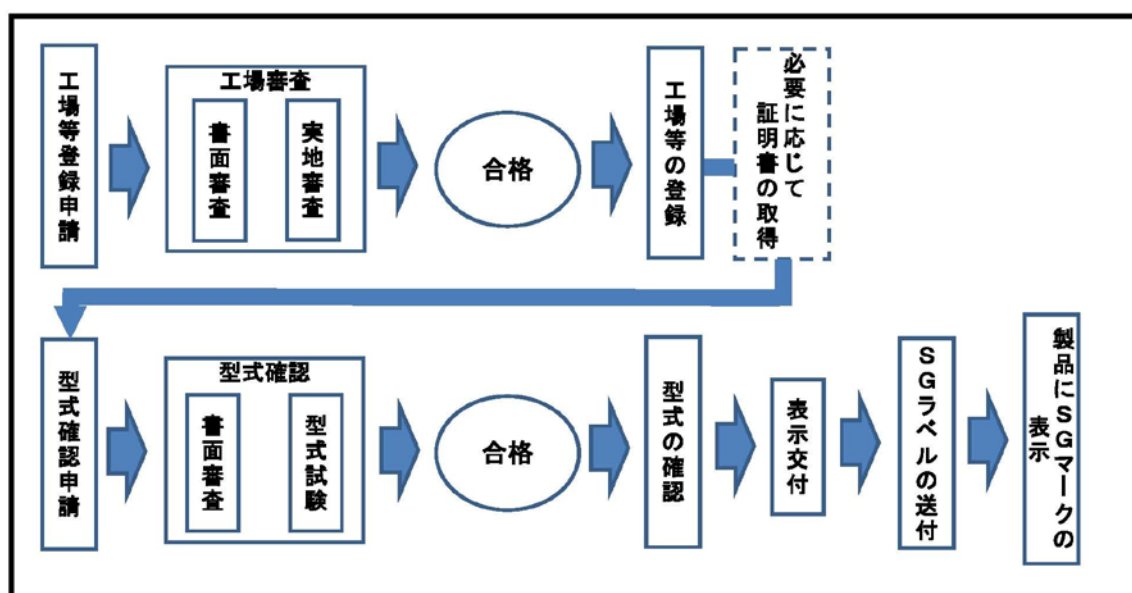 工場等登録申請
工場審査
書面審査
実地審査
合格
工場等の登録
必要に応じて
証明書の取得
型式確認申請
型式確認
書面審査
型式試験
合格
型式の確認
表示交付
SGラベルの送付
製品にSGマークの
表示